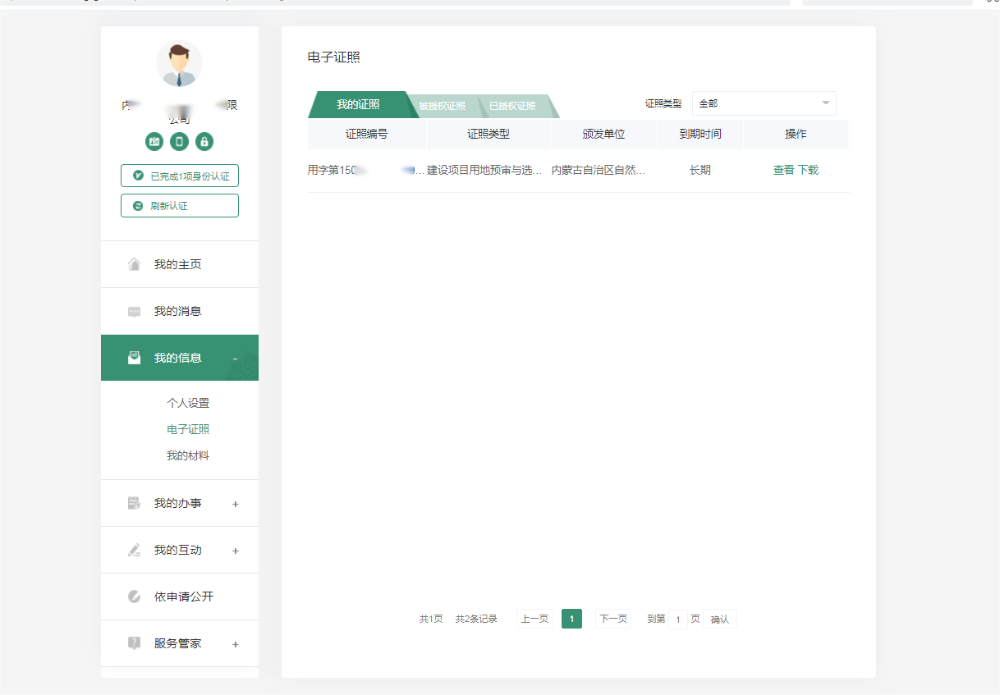 内 限
公司
已完成1项身份认证
刷新认证
我的主页
我的消息
我的信息 -
个人设置
电子证照
我的材料
我的办事 +
我的互动 +
依申请公开
服务管家 +
电子证照
我的证照 被授权证照 已授权证照 证照类型 全部
证照编号 证照类型 颁发单位 到期时间 操作
用字第150 ... 建设项目用地预审与选... 内蒙古自治区自然... 长期 查看 下载
共1页 共2条记录 上一页 1 下一页 到第 1 页 确认